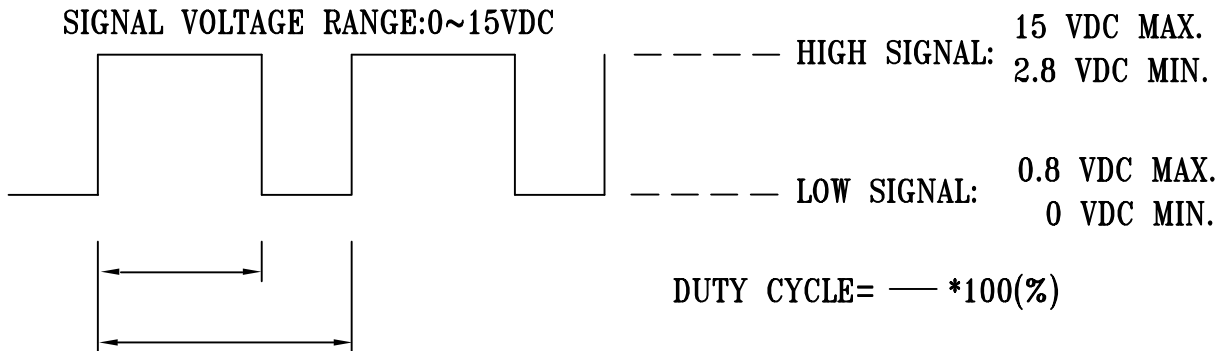 SIGNAL VOLTAGE RANGE:0~15VDC
HIGH SIGNAL: 15 VDC MAX.
2.8 VDC MIN.
LOW SIGNAL: 0.8 VDC MAX.
0 VDC MIN.
DUTY CYCLE= — *100(%)